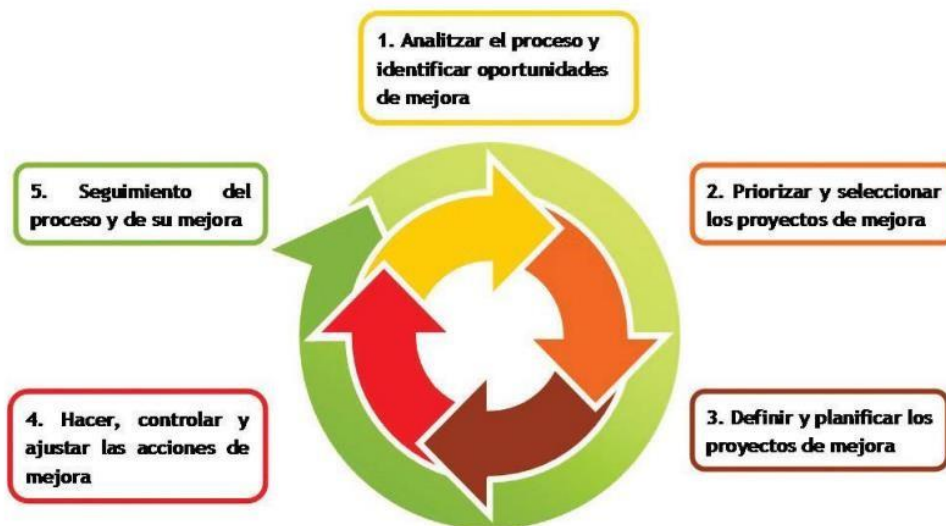 1. Analitzar el proceso y
identificar oportunidades
de mejora
5. Seguimiento del
proceso y de su mejora
2. Priorizar y seleccionar
los proyectos de mejora
4. Hacer, controlar y
ajustar las acciones de
mejora
3. Definir y planificar los
proyectos de mejora